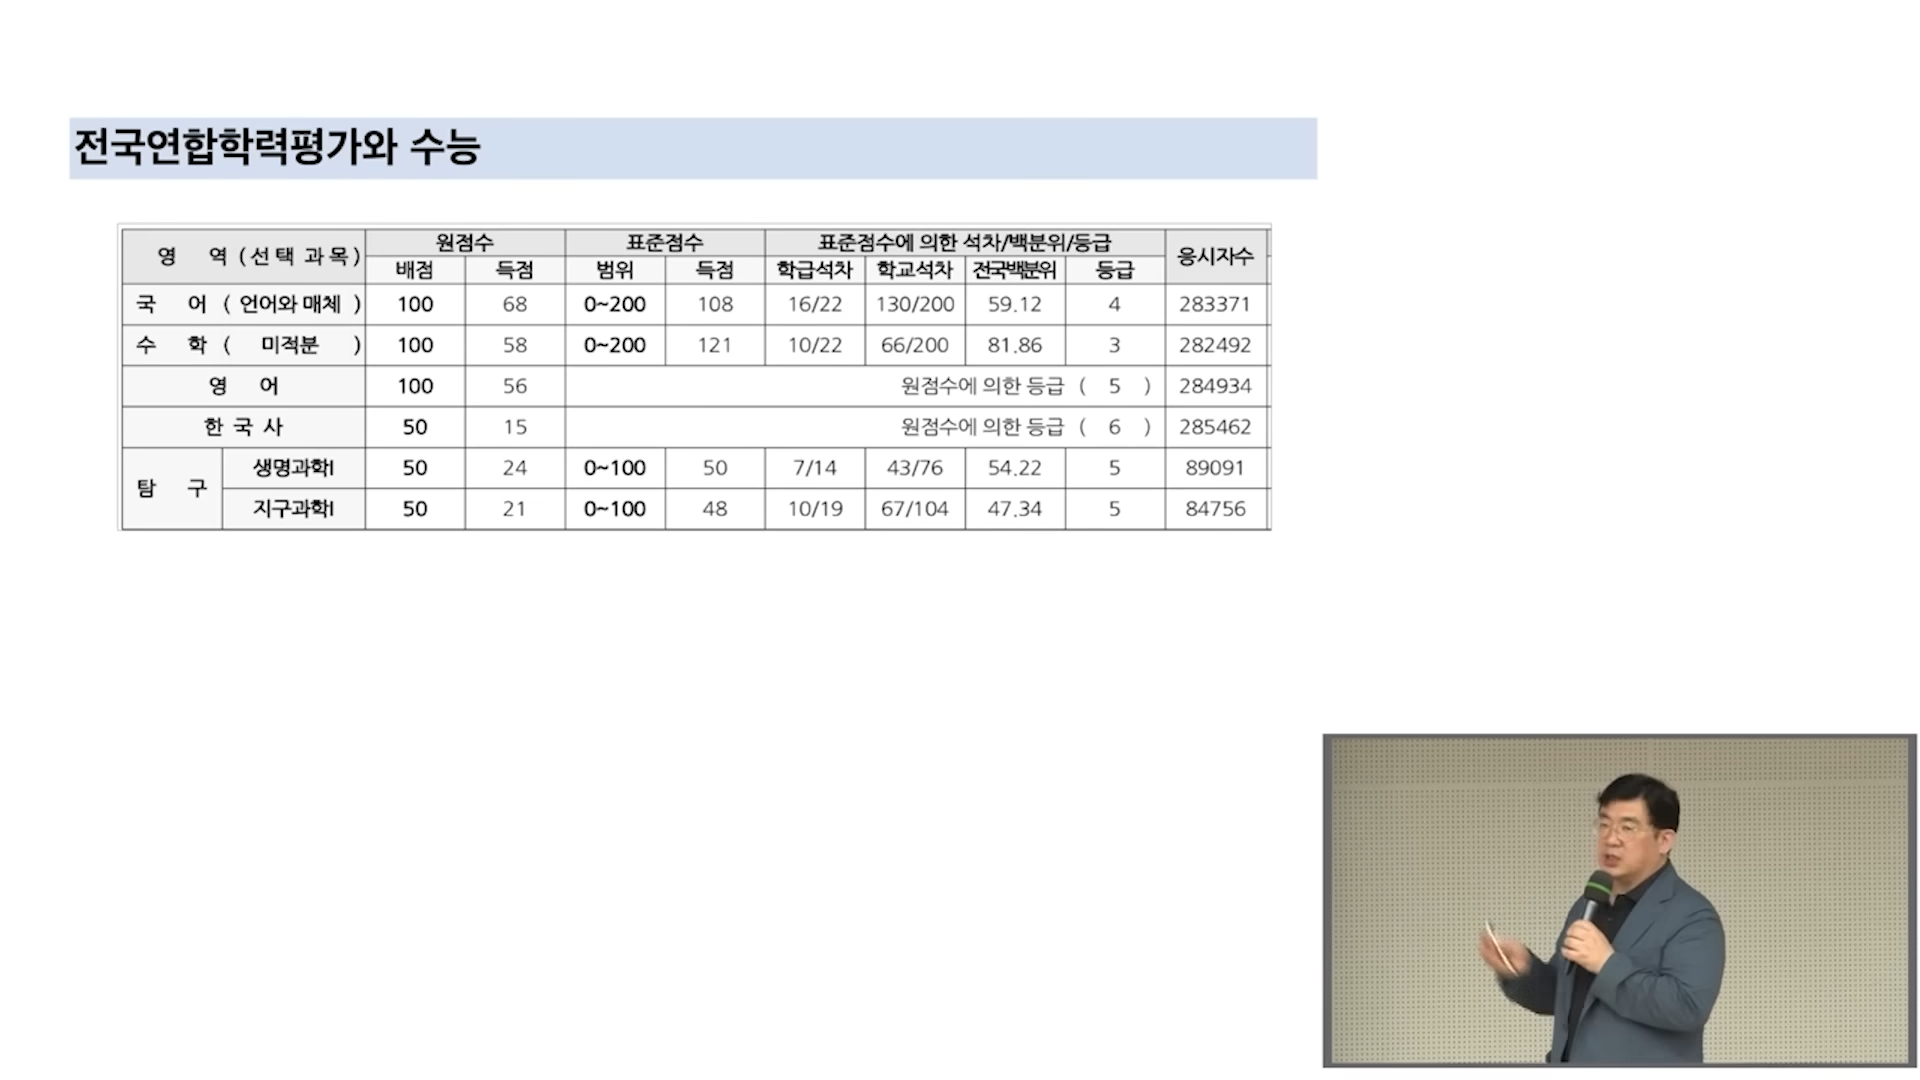 전국연합학력평가와 수능
영 역 (선택 과목) 원점수 표준점수 표준점수에 의한 석차/백분위/등급 응시자수
배점 득점 범위 득점 학급석차 학교석차 전국백분위 등급
국 어 ( 언어와 매체 ) 100 68 0~200 108 16/22 130/200 59.12 4 283371
수 학 ( 미적분 ) 100 58 0~200 121 10/22 66/200 81.86 3 282492
영 어 100 56 원점수에 의한 등급 ( 5 ) 284934
한 국 사 50 15 원점수에 의한 등급 ( 6 ) 285462
탐 구 생명과학I 50 24 0~100 50 7/14 43/76 54.22 5 89091
지구과학I 50 21 0~100 48 10/19 67/104 47.34 5 84756